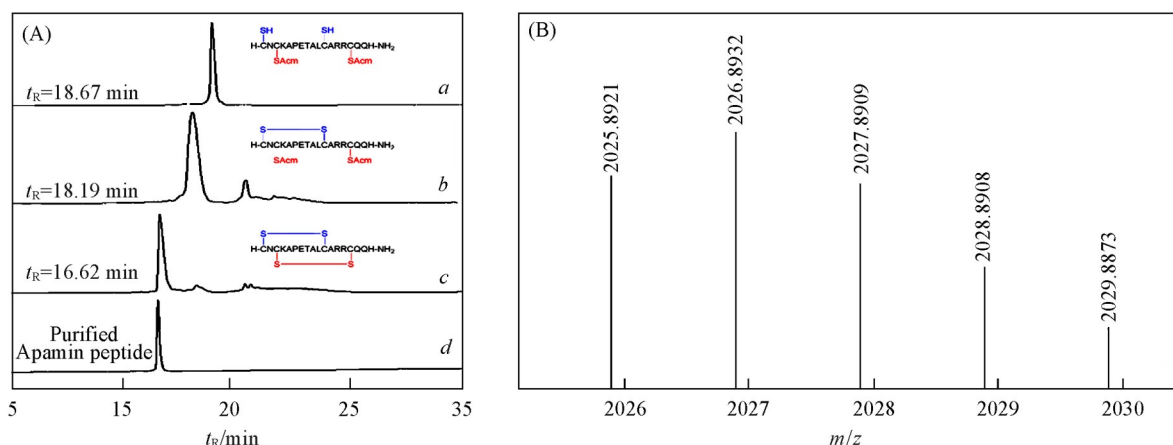 (A)
SH SH
H-CNCKAPETALCARRCQQH-NH₂
SAcm SAcm
tR=18.67 min
a
S S
H-CNCKAPETALCARRCQQH-NH₂
SAcm SAcm
tR=18.19 min
b
S S
H-CNCKAPETALCARRCQQH-NH₂
S S
tR=16.62 min
c
Purified
Apamin peptide
d
5 15 20 25 35
tR/min
(B)
2025.8921
2026.8932
2027.8909
2028.8908
2029.8873
2026 2027 2028 2029 2030
m/z